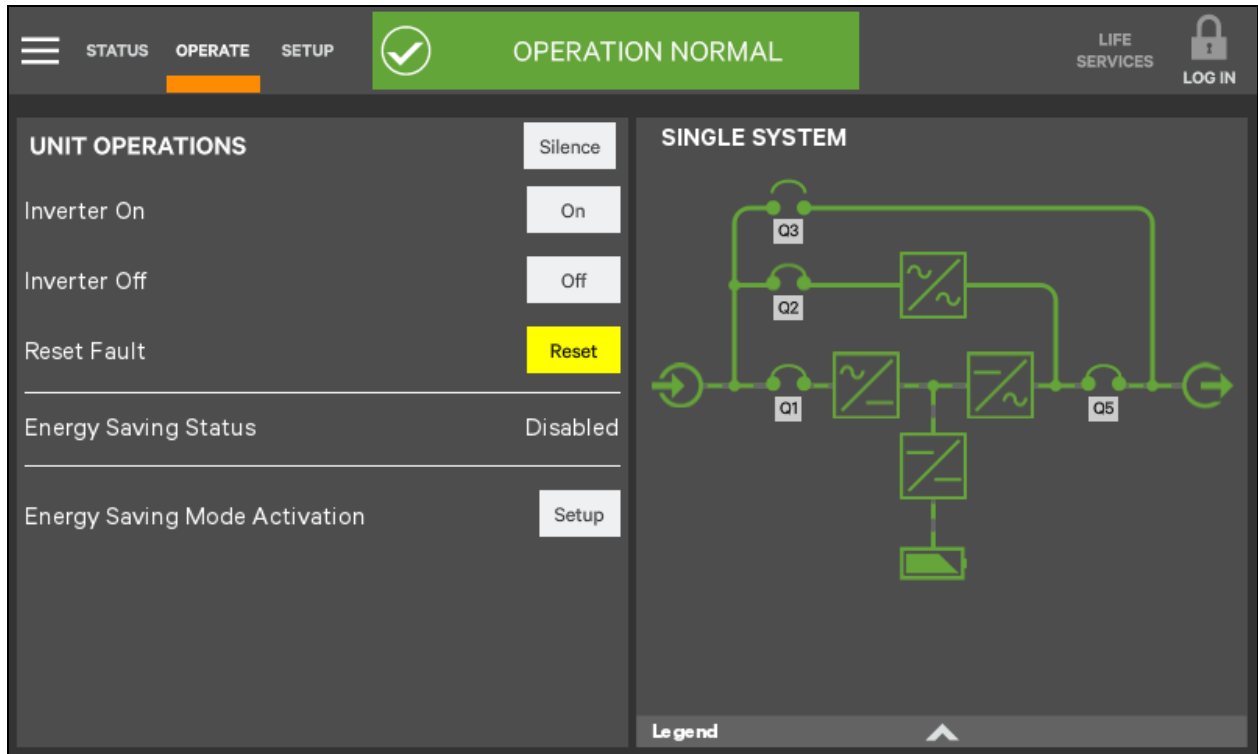 STATUS OPERATE SETUP
OPERATION NORMAL
LIFE
SERVICES
LOG IN
UNIT OPERATIONS
Silence
Inverter On
On
Inverter Off
Off
Reset Fault
Reset
Energy Saving Status
Disabled
Energy Saving Mode Activation
Setup
SINGLE SYSTEM
Q3
Q2
Q1
Q5
Legend